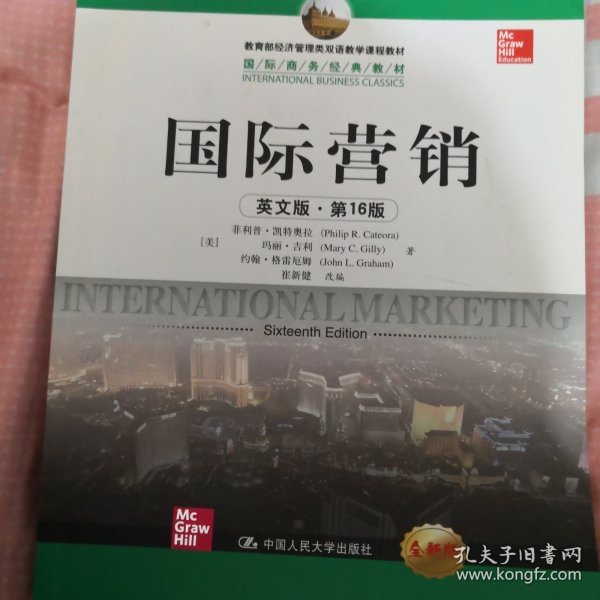 教育部经济管理类双语教学课程教材
国/际/商/务/经/典/教/材
INTERNATIONAL BUSINESS CLASSICS
Mc
Graw
Hill
Education
国际营销
英文版·第16版
[美]
菲利普·凯特奥拉 (Philip R. Cateora)
玛丽·吉利 (Mary C. Gilly)
约翰·格雷厄姆 (John L. Graham)
著
崔新健 改编
INTERNATIONAL MARKETING
Sixteenth Edition
Mc
Graw
Hill
中国人民大学出版社
全新版
孔夫子旧书网
www.kongfz.com